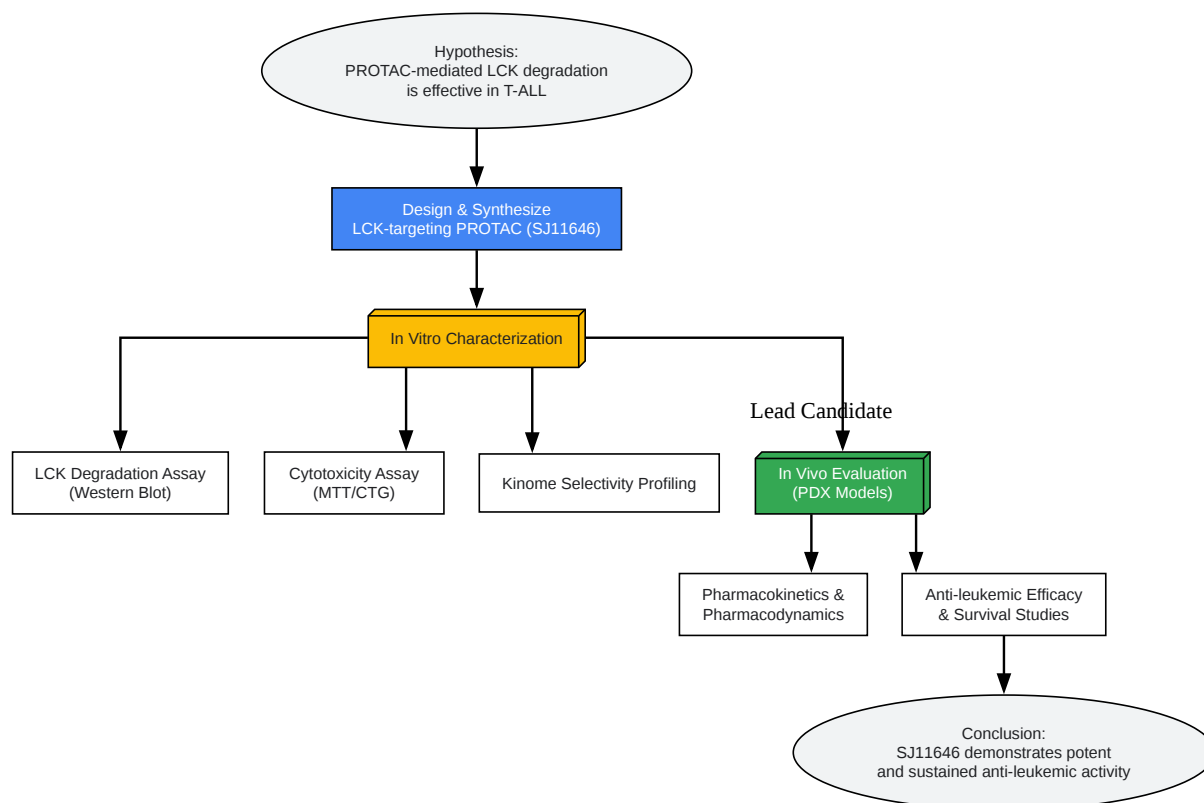 Hypothesis:
PROTAC-mediated LCK degradation
is effective in T-ALL
Design & Synthesize
LCK-targeting PROTAC (SJ11646)
In Vitro Characterization
Lead Candidate
LCK Degradation Assay
(Western Blot)
Cytotoxicity Assay
(MTT/CTG)
Kinome Selectivity Profiling
In Vivo Evaluation
(PDX Models)
Pharmacokinetics &
Pharmacodynamics
Anti-leukemic Efficacy
& Survival Studies
Conclusion:
SJ11646 demonstrates potent
and sustained anti-leukemic activity